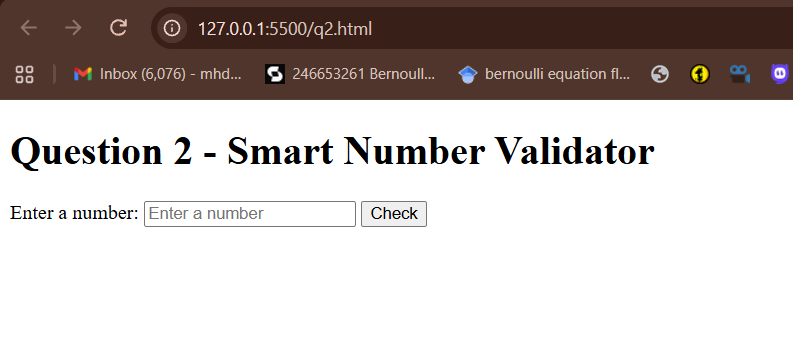 127.0.0.1:5500/q2.html
Inbox (6,076) - mhd... 246653261 Bernoull... bernoulli equation fl...
Question 2 - Smart Number Validator
Enter a number: Enter a number Check